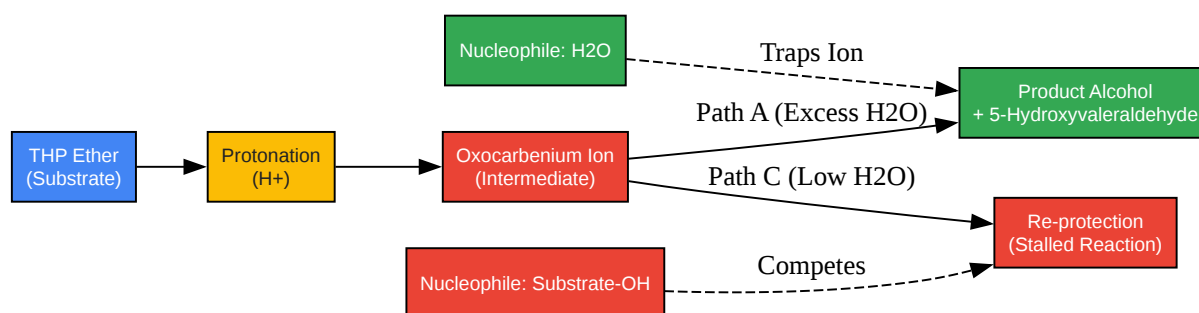 Nucleophile: H2O
Traps Ion
Product Alcohol
+ 5-Hydroxyvaleraldehyde
Path A (Excess H2O)
THP Ether
(Substrate)
Protonation
(H+)
Oxocarbenium Ion
(Intermediate)
Path C (Low H2O)
Re-protection
(Stalled Reaction)
Nucleophile: Substrate-OH
Competes